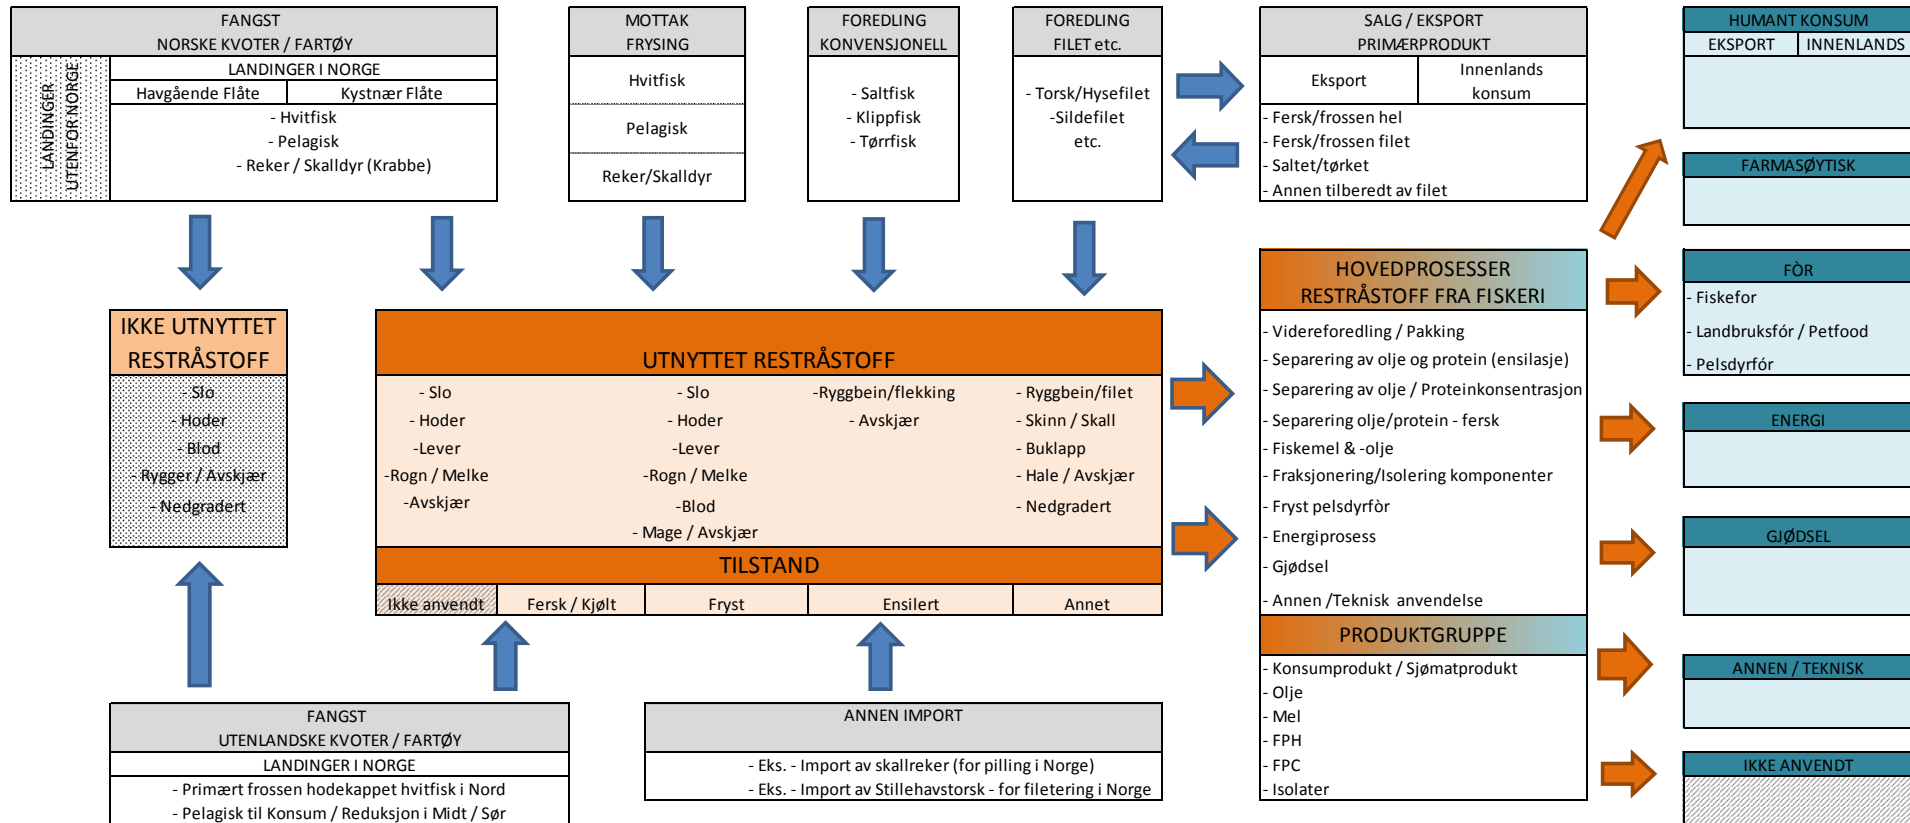 FANGST
NORSKE KVOTER / FARTØY
LANDINGER
UTENFOR NORGE
LANDINGER I NORGE
Havgående Flåte
Kystnær Flåte
- Hvitfisk
- Pelagisk
- Reker / Skalldyr (Krabbe)
MOTTAK
FRYSING
Hvitfisk
Pelagisk
Reker/Skalldyr
FOREDLING
KONVENSJONELL
- Saltfisk
- Klippfisk
- Tørrfisk
FOREDLING
FILET etc.
- Torsk/Hysefilet
-Sildefilet
etc.
SALG / EKSPORT
PRIMÆRPRODUKT
Eksport
Innenlands
konsum
- Fersk/frossen hel
- Fersk/frossen filet
- Saltet/tørket
- Annen tilberedt av filet
HUMANT KONSUM
EKSPORT
INNENLANDS
FARMASØYTISK
FÒR
- Fiskefor
- Landbruksfór / Petfood
- Pelsdyrfór
ENERGI
GJØDSEL
ANNEN / TEKNISK
IKKE ANVENDT
IKKE UTNYTTET
RESTRÅSTOFF
- Slo
- Hoder
- Blod
- Rygger / Avskjær
- Nedgradert
UTNYTTET RESTRÅSTOFF
- Slo
- Hoder
-Lever
-Rogn / Melke
-Avskjær
- Slo
- Hoder
-Lever
-Rogn / Melke
-Blod
- Mage / Avskjær
-Ryggbein/flekking
- Avskjær
- Ryggbein/filet
- Skinn / Skall
- Buklapp
- Hale / Avskjær
- Nedgradert
TILSTAND
Ikke anvendt
Fersk / Kjølt
Fryst
Ensilert
Annet
HOVEDPROSESSER
RESTRÅSTOFF FRA FISKERI
- Videreforedling / Pakking
- Separering av olje og protein (ensilasje)
- Separering av olje / Proteinkonsentrasjon
- Separering olje/protein - fersk
- Fiskemel & -olje
- Fraksjonering/Isolering komponenter
- Fryst pelsdyrfòr
- Energiprosess
- Gjødsel
- Annen /Teknisk anvendelse
PRODUKTGRUPPE
- Konsumprodukt / Sjømatprodukt
- Olje
- Mel
- FPH
- FPC
- Isolater
FANGST
UTENLANDSKE KVOTER / FARTØY
LANDINGER I NORGE
- Primært frossen hodekappet hvitfisk i Nord
- Pelagisk til Konsum / Reduksjon i Midt / Sør
ANNEN IMPORT
- Eks. - Import av skallreker (for pilling i Norge)
- Eks. - Import av Stillehavstorsk - for filetering i Norge